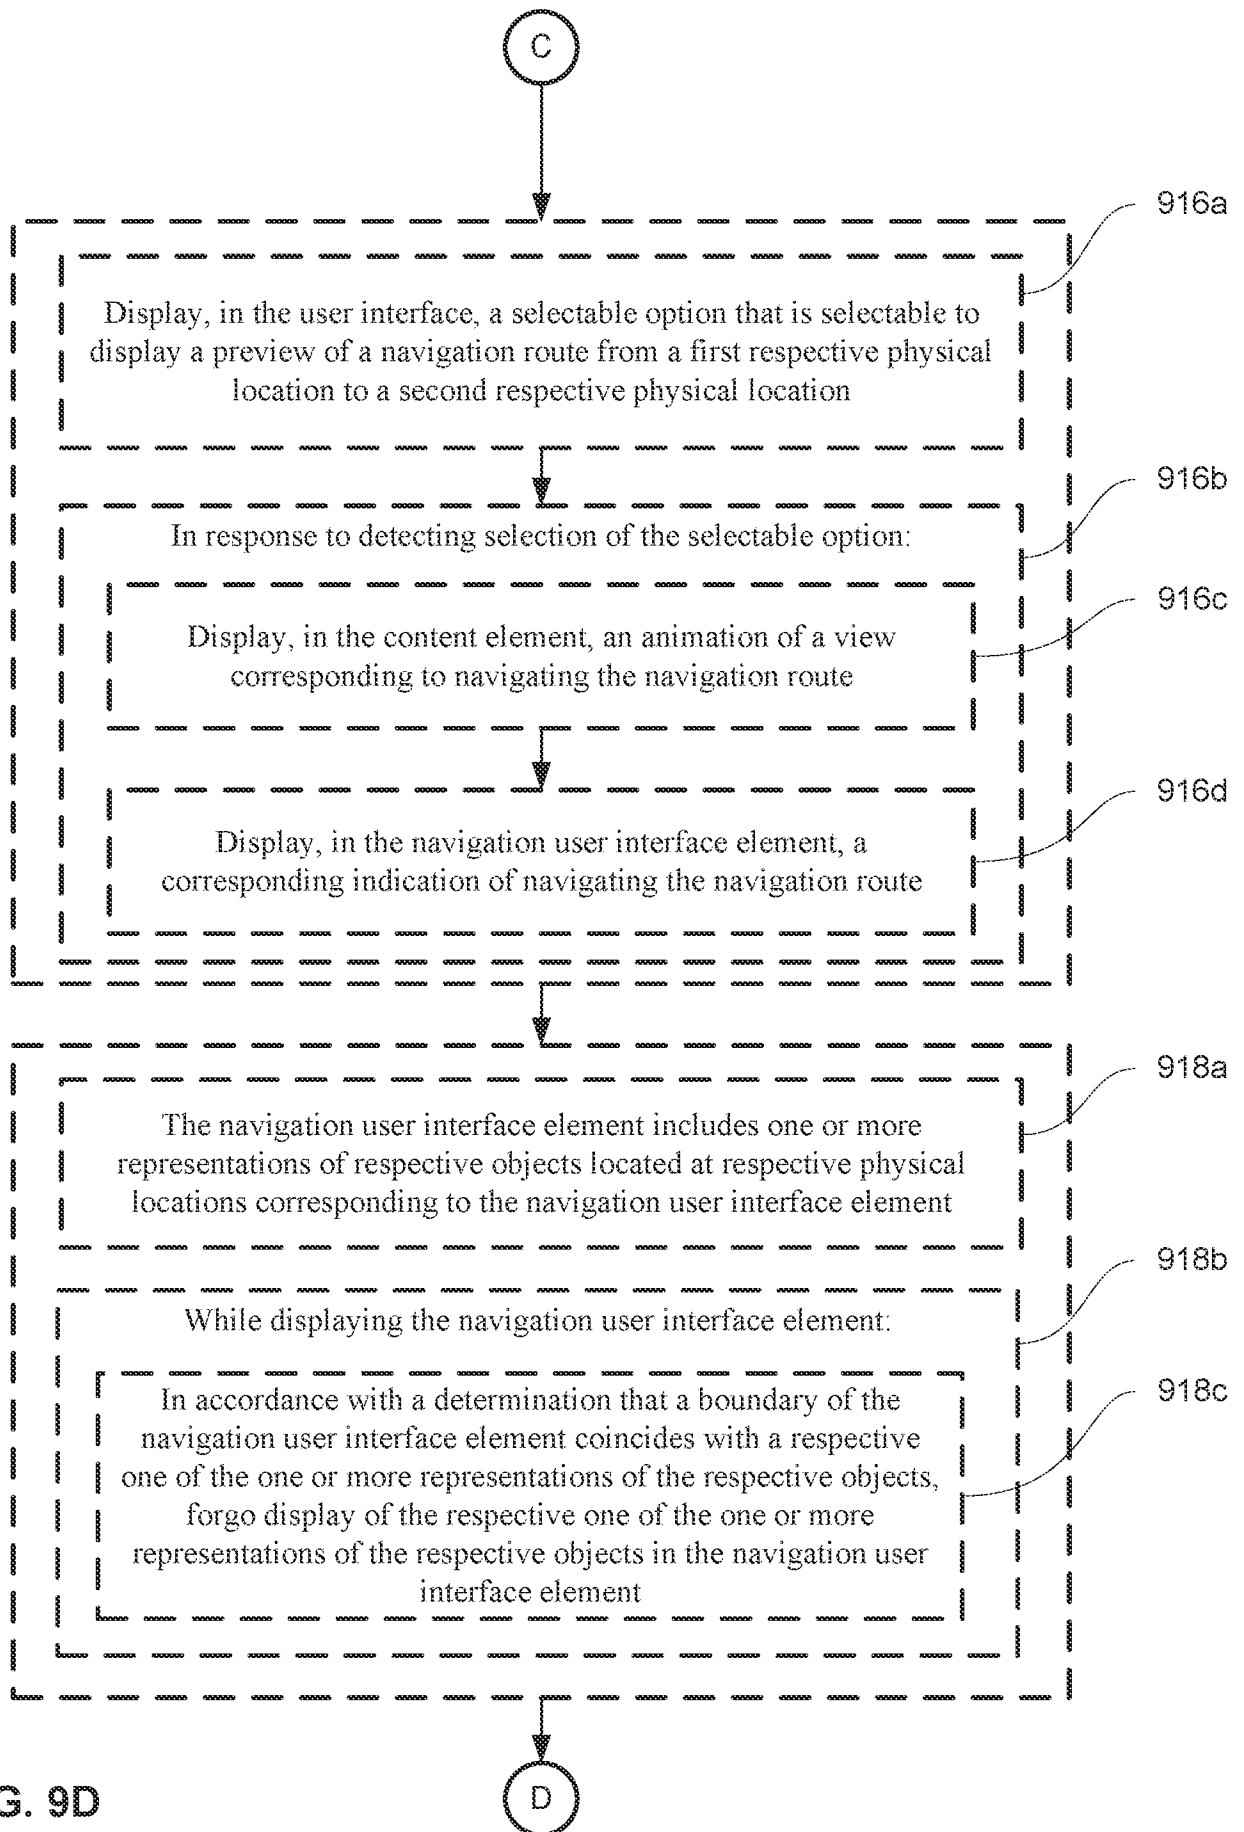 C
916a
Display, in the user interface, a selectable option that is selectable to
display a preview of a navigation route from a first respective physical
location to a second respective physical location
916b
In response to detecting selection of the selectable option:
916c
Display, in the content element, an animation of a view
corresponding to navigating the navigation route
916d
Display, in the navigation user interface element, a
corresponding indication of navigating the navigation route
918a
The navigation user interface element includes one or more
representations of respective objects located at respective physical
locations corresponding to the navigation user interface element
918b
While displaying the navigation user interface element:
918c
In accordance with a determination that a boundary of the
navigation user interface element coincides with a respective
one of the one or more representations of the respective objects,
forgo display of the respective one of the one or more
representations of the respective objects in the navigation user
interface element
D
G. 9D